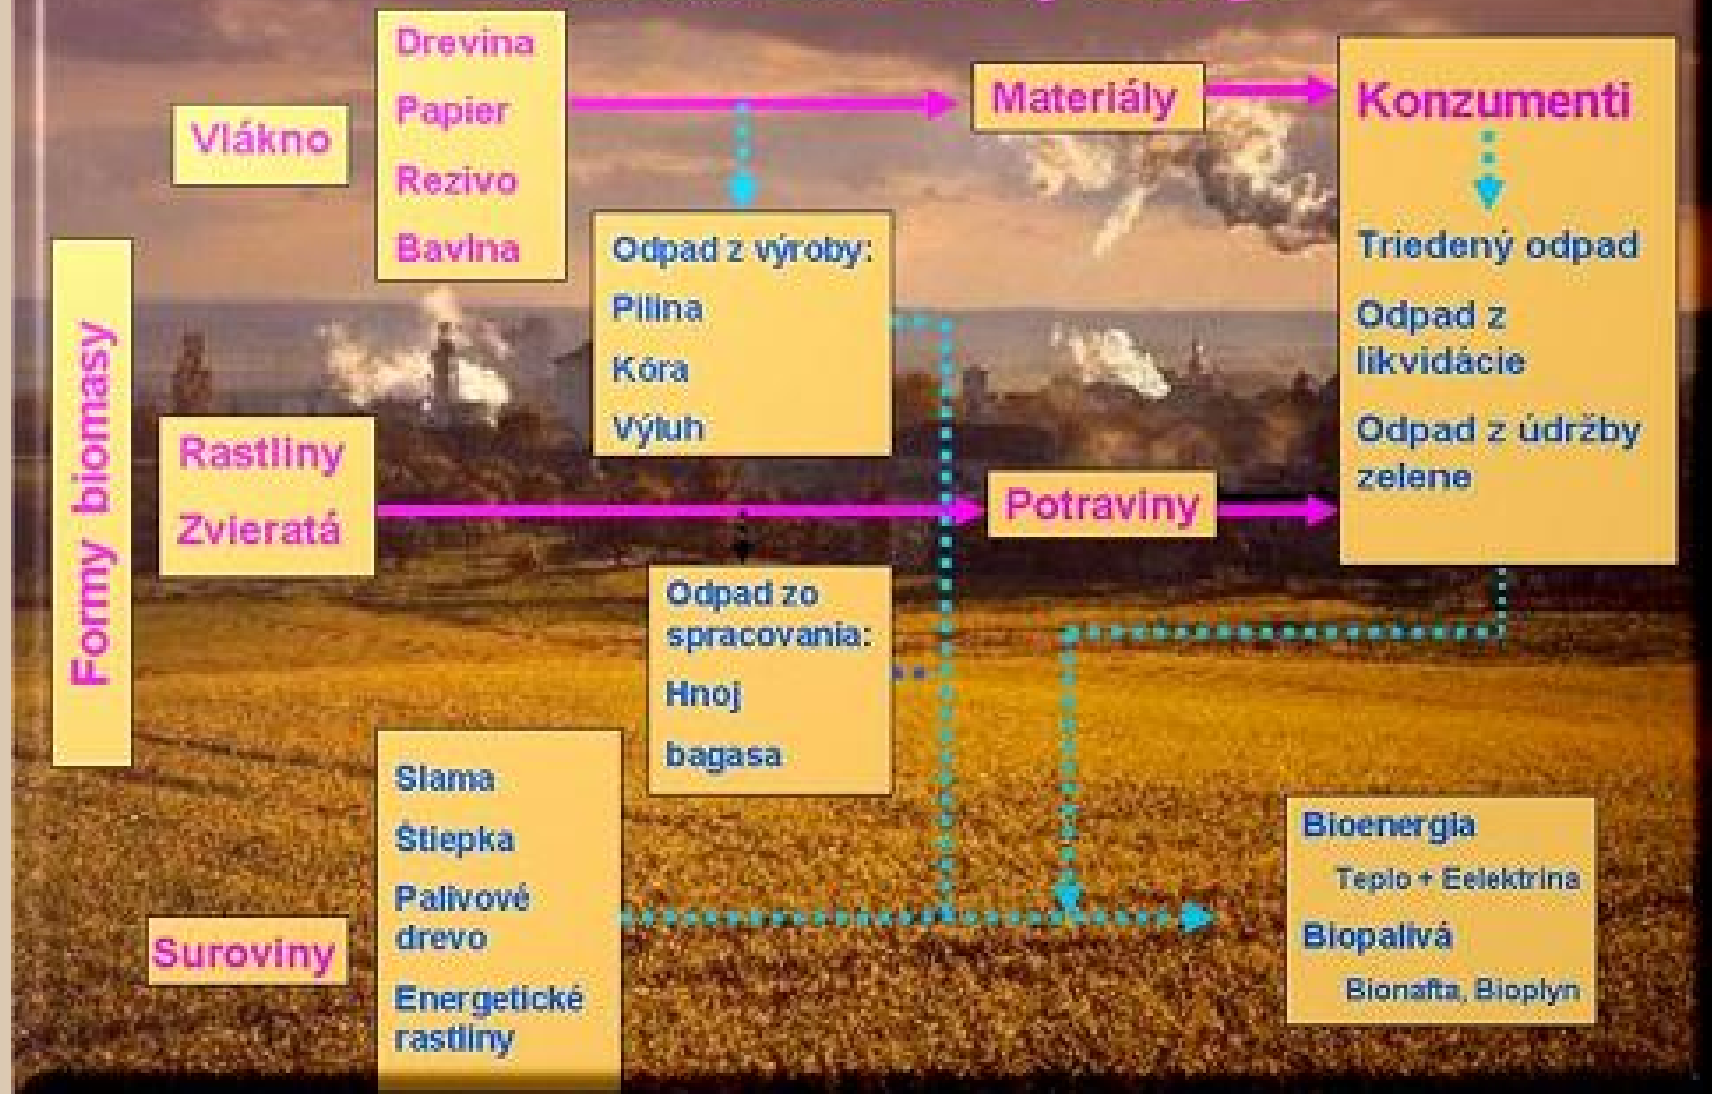 Formy biomasy
Vlákno
Drevina
Papier
Rezivo
Bavlna
Materiály
Konzumenti
Triedený odpad
Odpad z
likvidácie
Odpad z údržby
zelene
Odpad z výroby:
Pilina
Kóra
Výluh
Rastliny
Zvieratá
Potraviny
Odpad zo
spracovania:
Hnoj
bagasa
Suroviny
Slama
Štiepka
Palivové
drevo
Energetické
rastliny
Bioenergia
Teplo + Eelektrina
Biopalivá
Bionafta, Bioplyn